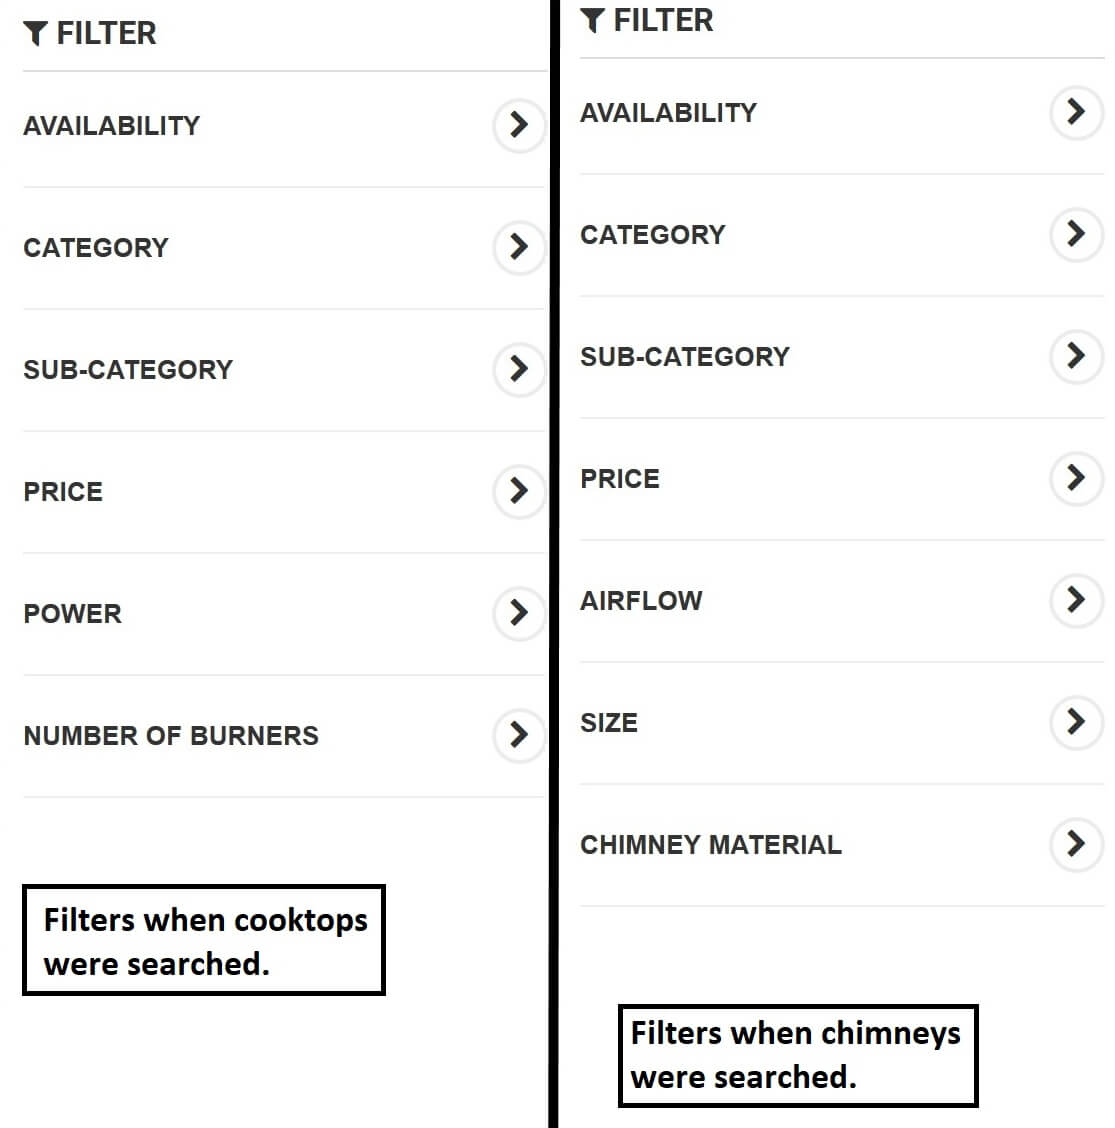 FILTER
AVAILABILITY
CATEGORY
SUB-CATEGORY
PRICE
POWER
NUMBER OF BURNERS
Filters when cooktops
were searched.
FILTER
AVAILABILITY
CATEGORY
SUB-CATEGORY
PRICE
AIRFLOW
SIZE
CHIMNEY MATERIAL
Filters when chimneys
were searched.